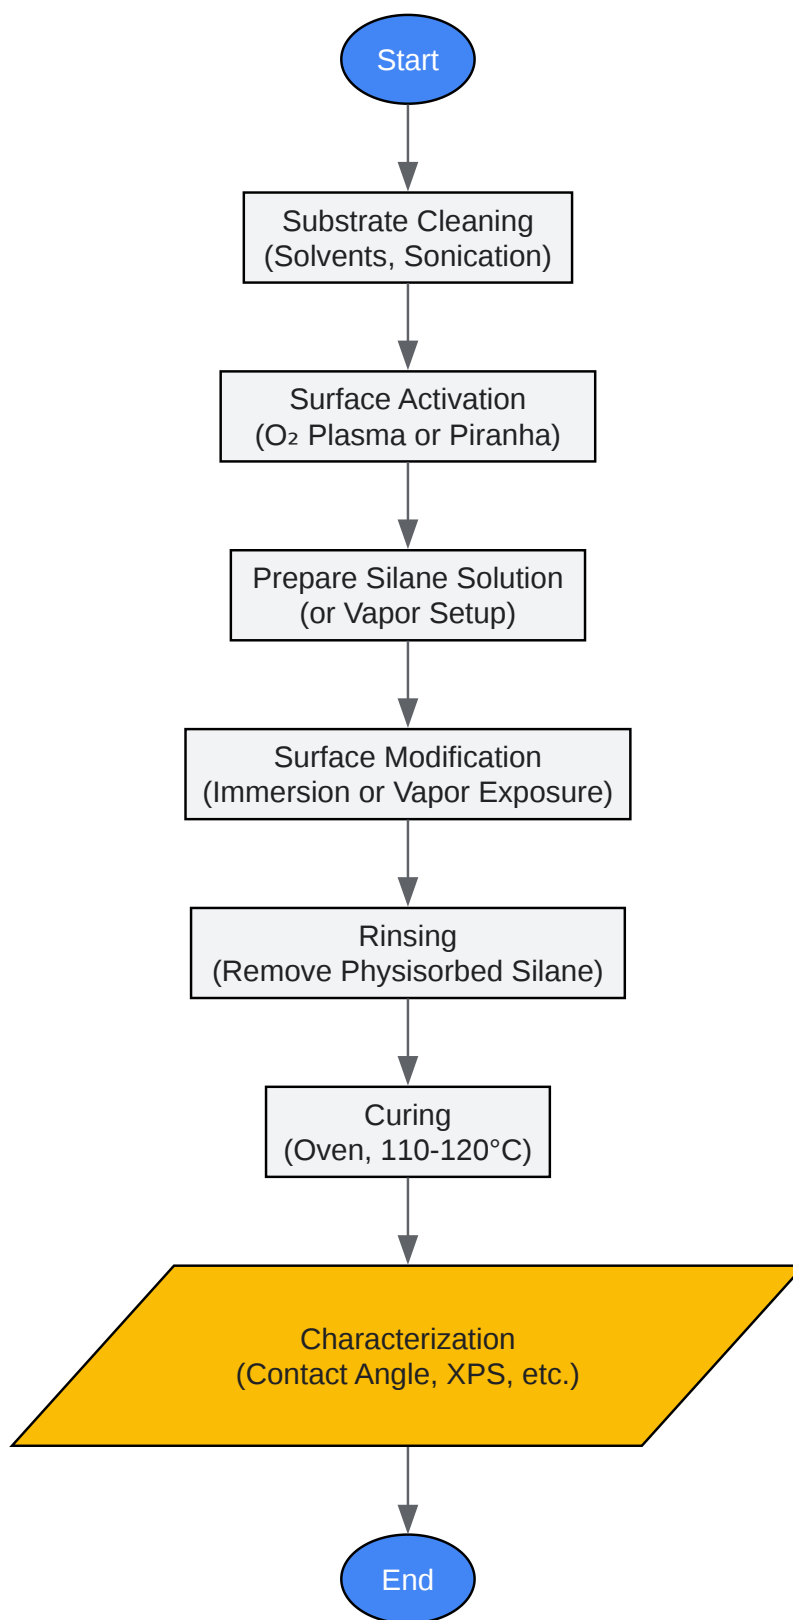 Start
Substrate Cleaning
(Solvents, Sonication)
Surface Activation
(O₂ Plasma or Piranha)
Prepare Silane Solution
(or Vapor Setup)
Surface Modification
(Immersion or Vapor Exposure)
Rinsing
(Remove Physisorbed Silane)
Curing
(Oven, 110-120°C)
Characterization
(Contact Angle, XPS, etc.)
End